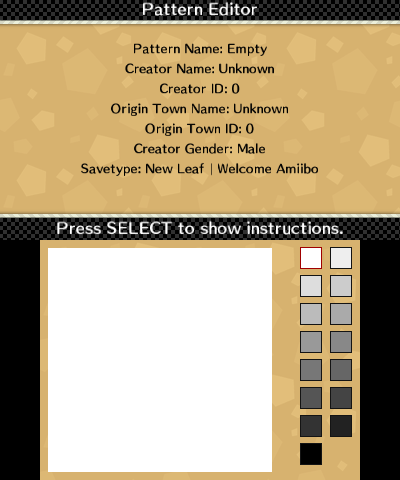 Pattern Editor
Pattern Name: Empty
Creator Name: Unknown
Creator ID: 0
Origin Town Name: Unknown
Origin Town ID: 0
Creator Gender: Male
Savetype: New Leaf | Welcome Amiibo
Press SELECT to show instructions.